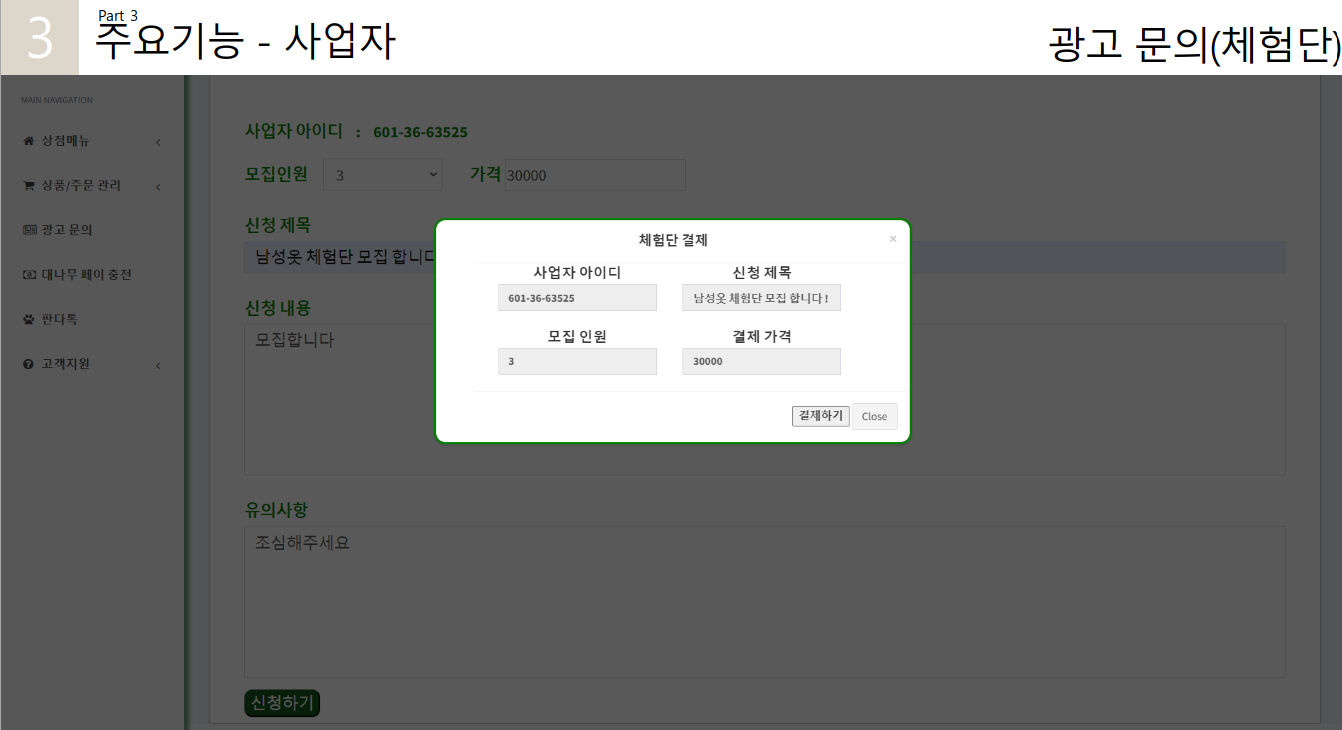 3
Part 3
주요기능 - 사업자
광고 문의(체험단)
MAIN NAVIGATION
상점메뉴
상품/주문 관리
광고 문의
대나무 페이 충전
판다톡
고객지원
사업자 아이디 : 601-36-63525
모집인원 3 가격 30000
신청 제목
남성옷 체험단 모집 합니다
신청 내용
모집합니다
유의사항
조심해주세요
신청하기
체험단 결제 ×
사업자 아이디 신청 제목
601-36-63525 남성옷 체험단 모집 합니다 !
모집 인원 결제 가격
3 30000
결제하기 Close